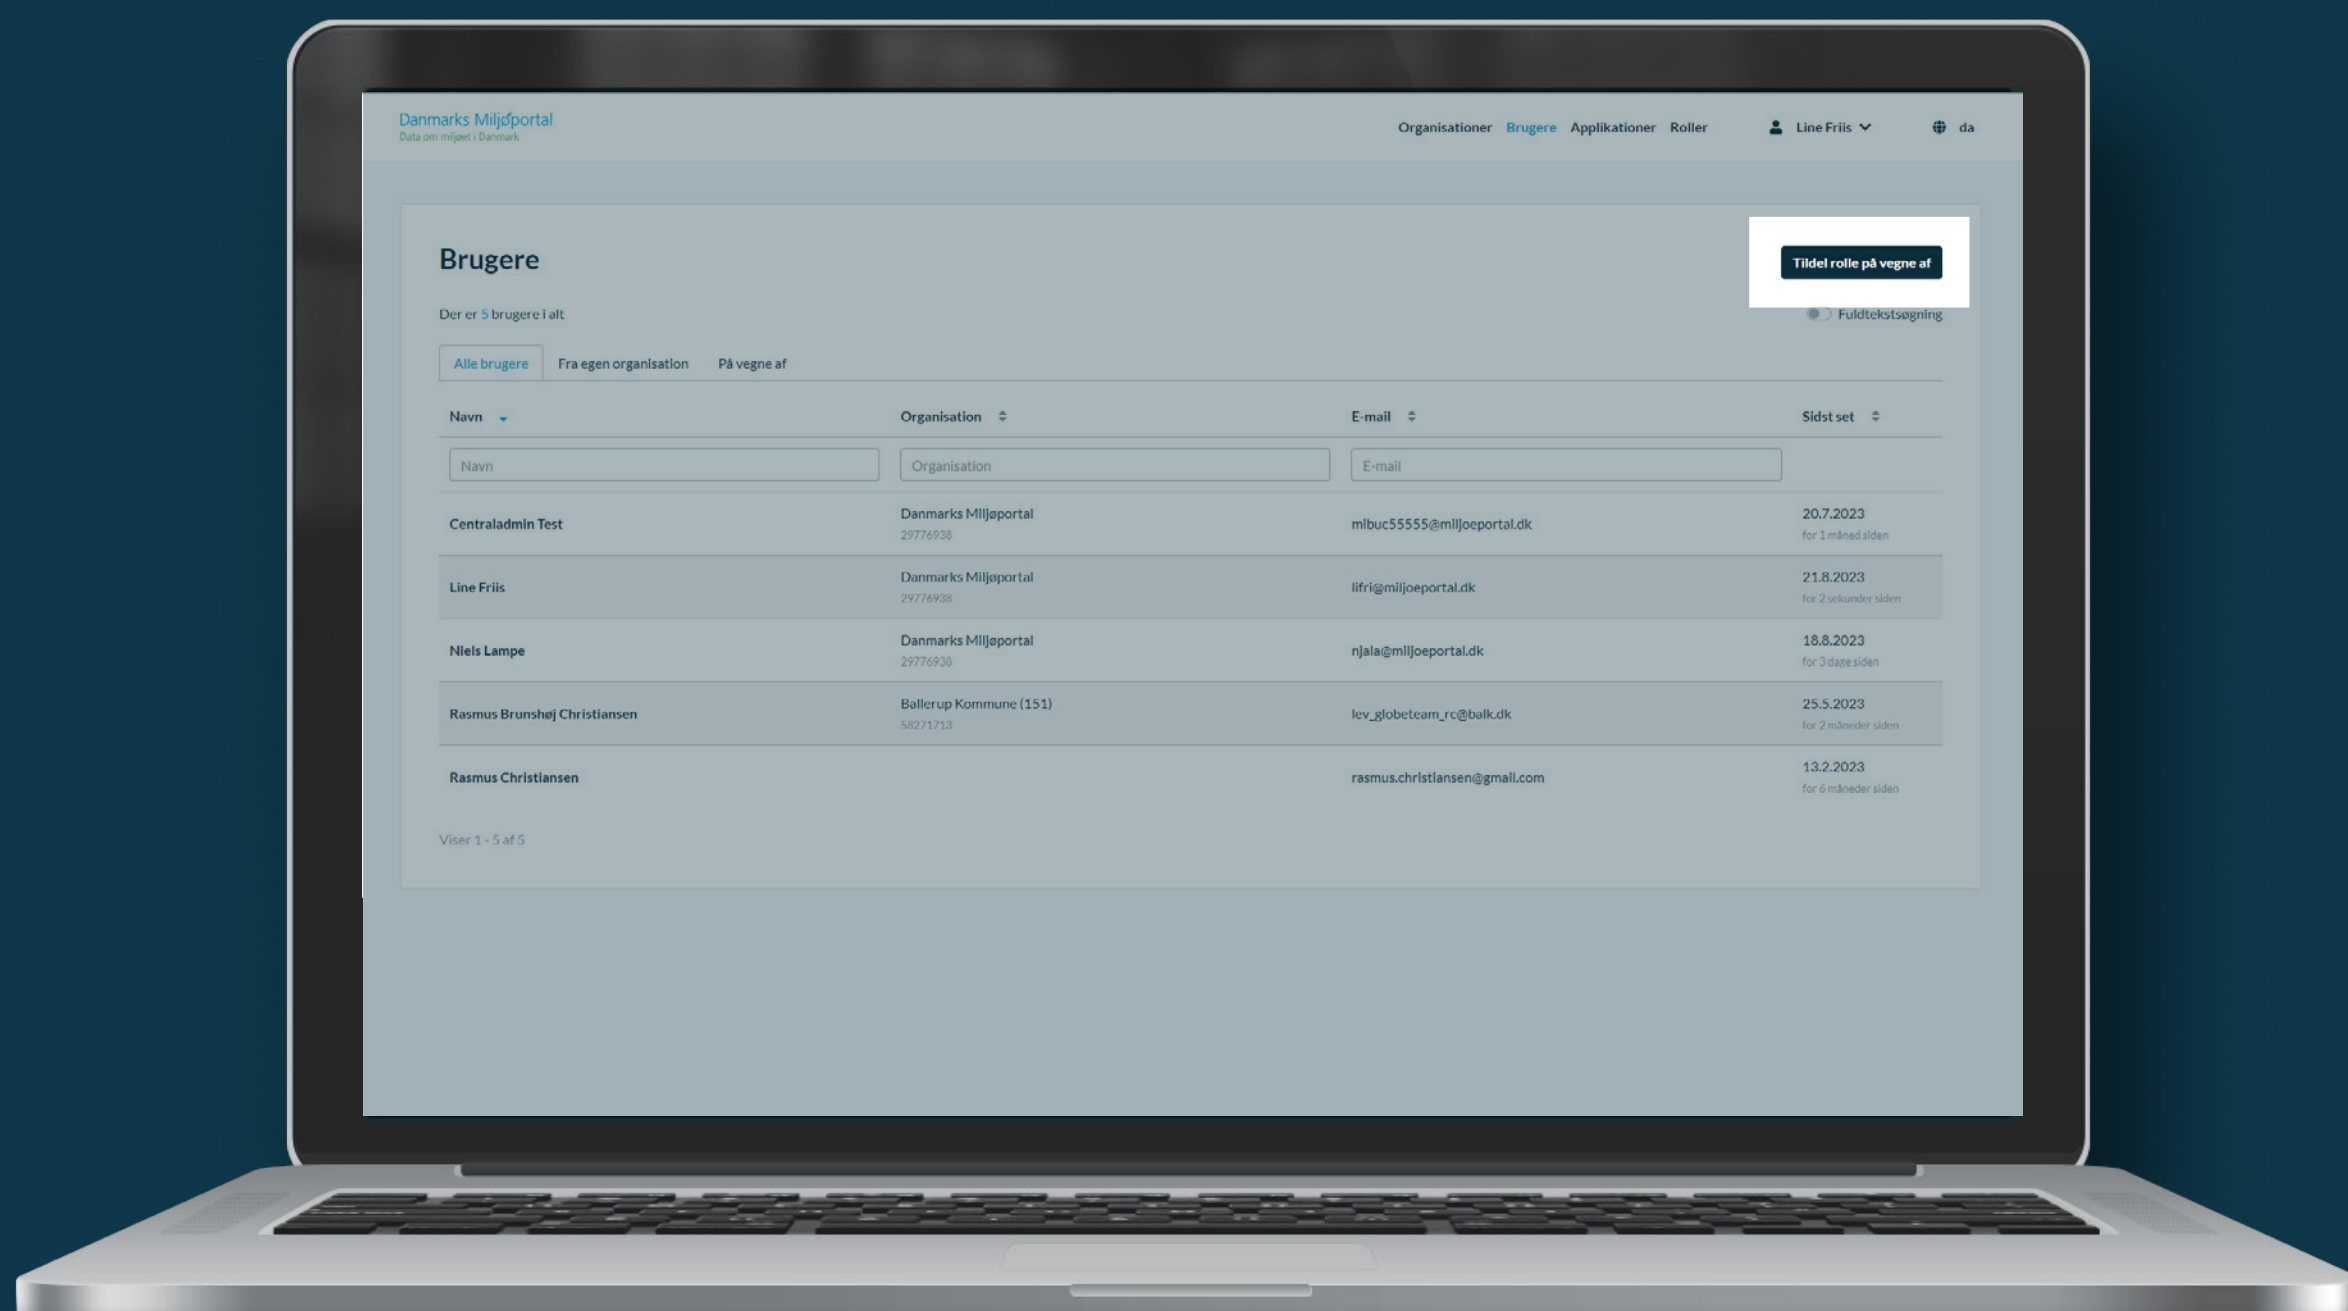 Danmarks Miljøportal
Data om miljøet i Danmark
Organisationer Brugere Applikationer Roller Line Friis da
Brugere
Tildel rolle på vegne af
Der er 5 brugere i alt
Fuldtekstsøgning
Alle brugere Fra egen organisation På vegne af
Navn Organisation E-mail Sidst set
Navn Organisation E-mail
Centraladmin Test
Danmarks Miljøportal
29776938
mibuc55555@miljoeportal.dk
20.7.2023
for 1 måned siden
Line Friis
Danmarks Miljøportal
29776938
lifri@miljoeportal.dk
21.8.2023
for 2 sekunder siden
Niels Lampe
Danmarks Miljøportal
29776938
njala@miljoeportal.dk
18.8.2023
for 3 dage siden
Rasmus Brunshøj Christiansen
Ballerup Kommune (151)
58271713
lev_globeteam_rc@balk.dk
25.5.2023
for 2 måneder siden
Rasmus Christiansen
rasmus.christiansen@gmail.com
13.2.2023
for 6 måneder siden
Viser 1 - 5 af 5